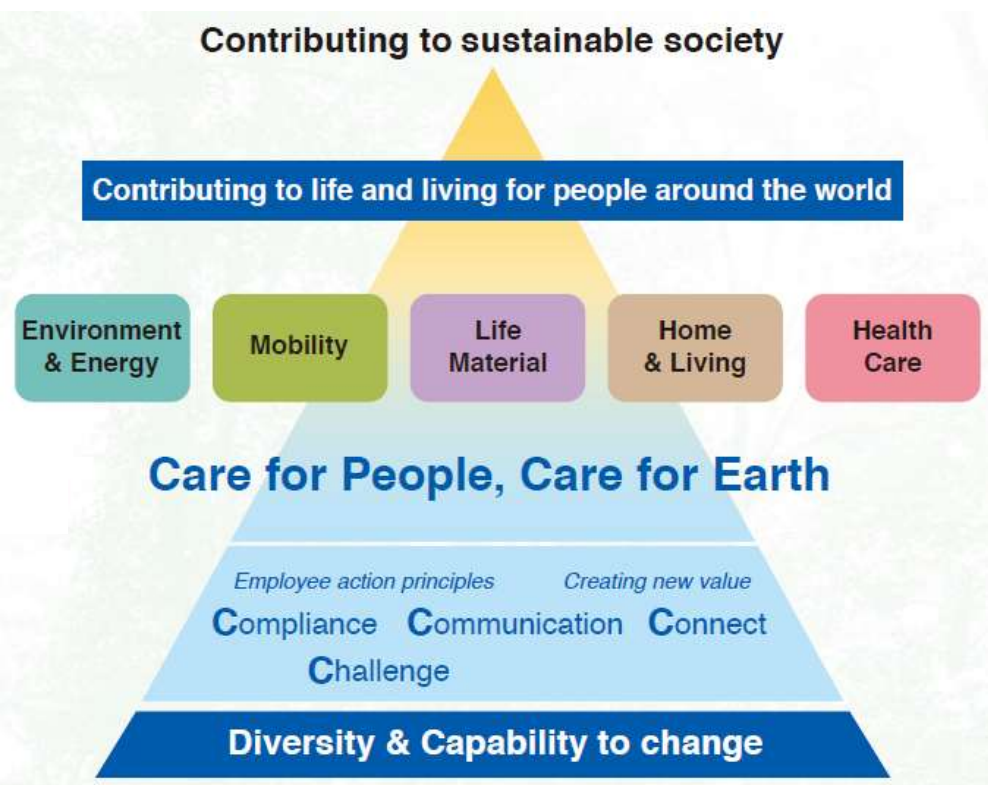 Contributing to sustainable society
Contributing to life and living for people around the world
Environment
& Energy
Mobility
Life
Material
Home
& Living
Health
Care
Care for People, Care for Earth
Employee action principles Creating new value
Compliance Communication Connect
Challenge
Diversity & Capability to change